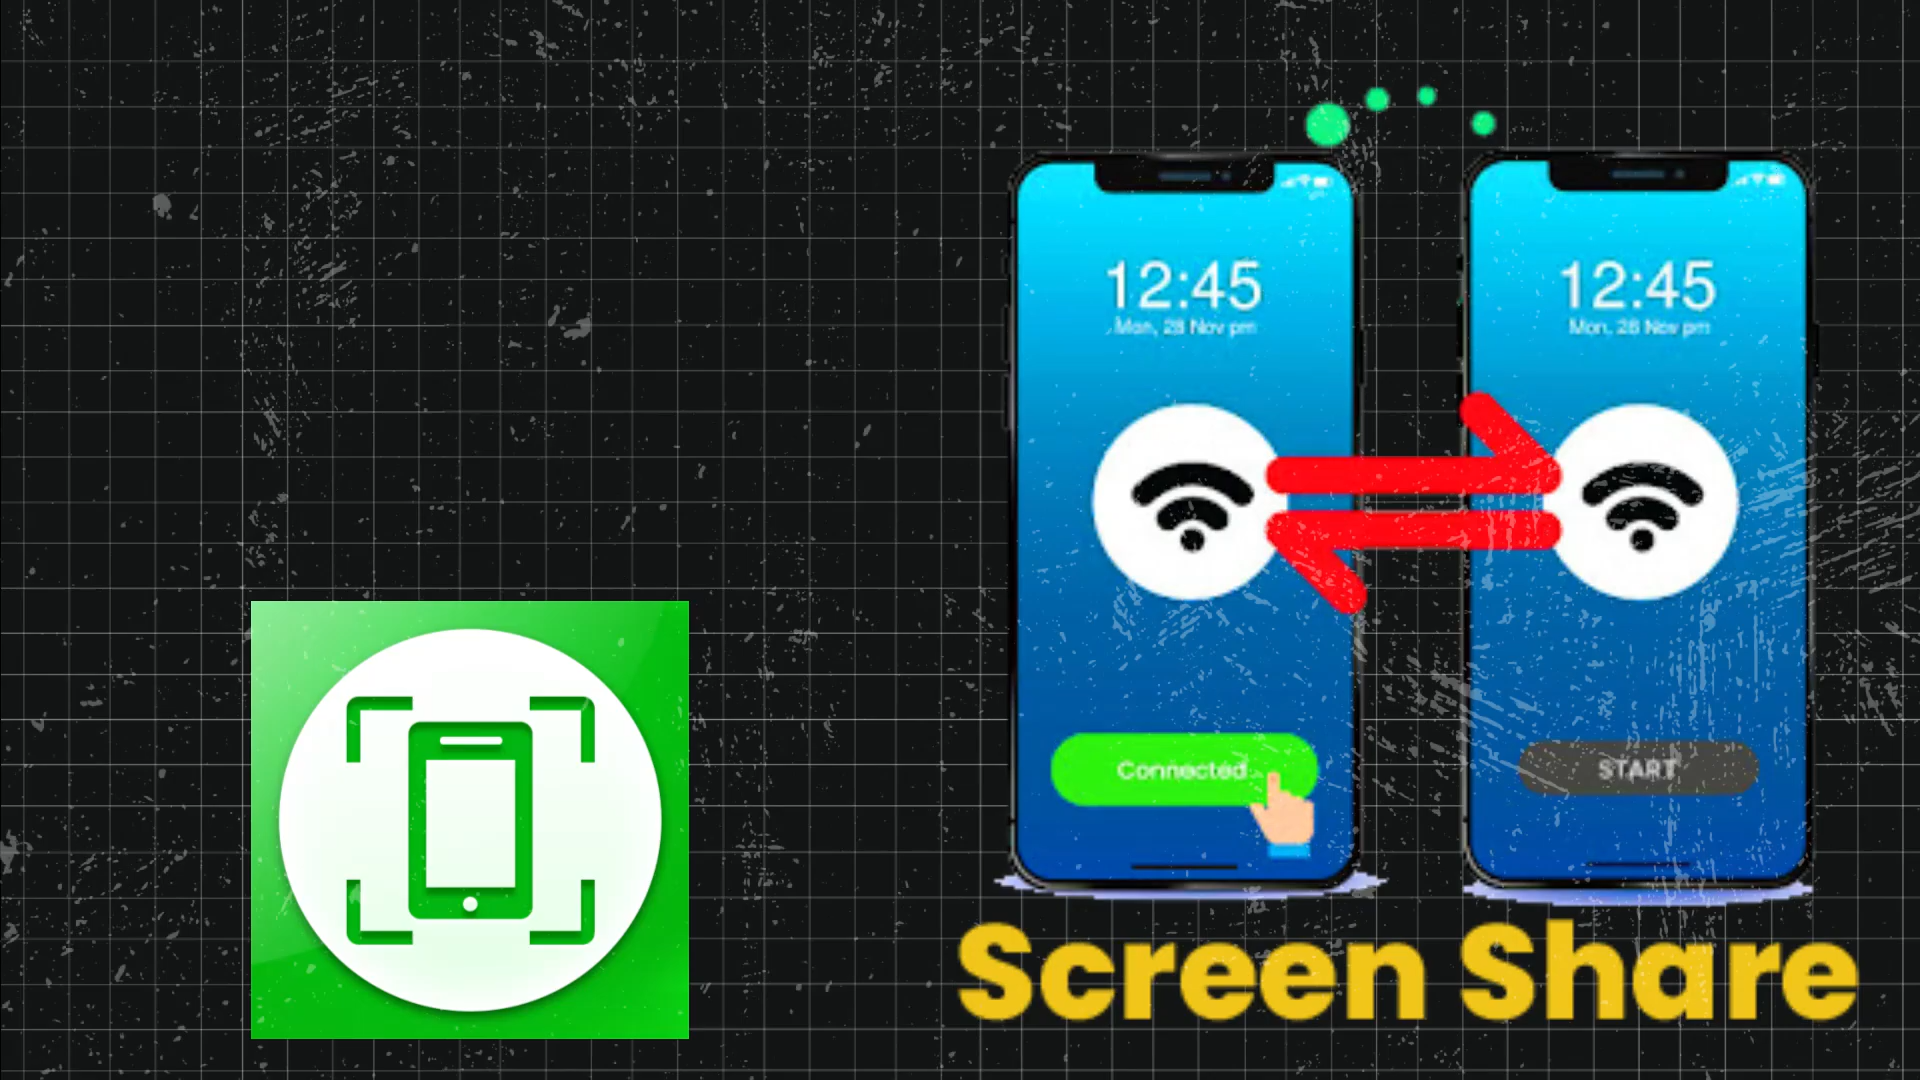 12:45
Mon, 28 Nov pm
Connected
12:45
Mon, 28 Nov pm
START
Screen Share